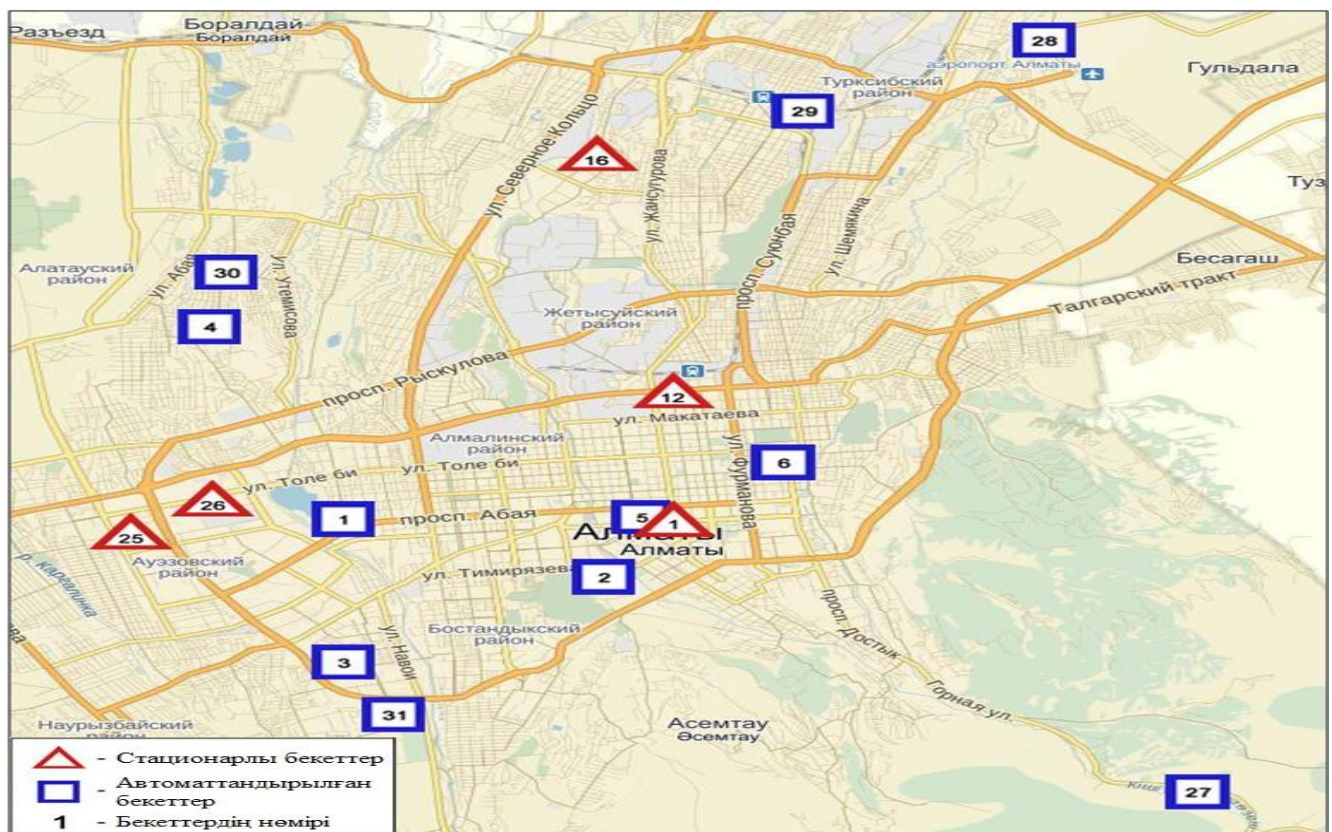 Разъезд
Боралдай
Боралдай
28
аэропорт Алматы
Гульдала
Турксибский
район
29
ул. Северное Кольцо
16
ул. Жансугурова
просп. Суюнбая
ул. Шемякина
Туз
Бесагаш
Талгарский тракт
Алатауский
район
ул. Абая
30
ул. Утемисова
4
Жетысуйский
район
просп. Рыскулова
12
ул. Макатаева
Алмалинский
район
ул. Толе би
ул. Толе би
ул. Фурманова
6
26
25
1
просп. Абая
5
1
Алматы
Алматы
Ауэзовский
район
р. Каргалинка
ул. Тимирязева
2
Бостандыкский
район
ул. Навои
просп. Достык
3
31
Горная ул.
Наурызбайский
район
Асемтау
Әсемтау
27
- Стационарлы бекеттер
- Автоматтандырылған
бекеттер
1 - Бекеттердің нөмірі